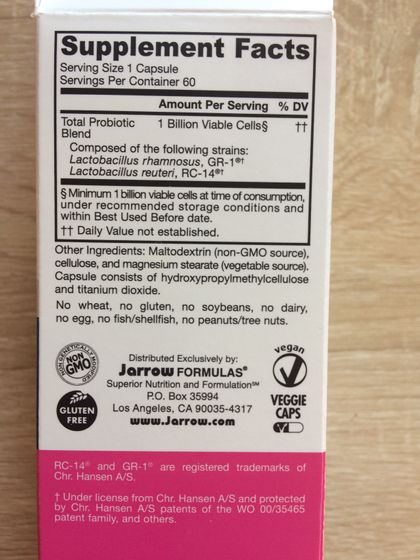 Supplement Facts
Serving Size 1 Capsule
Servings Per Container 60
Amount Per Serving % DV
Total Probiotic 1 Billion Viable Cells§ ††
Blend
Composed of the following strains:
Lactobacillus rhamnosus, GR-1®†
Lactobacillus reuteri, RC-14®†
§ Minimum 1 billion viable cells at time of consumption,
under recommended storage conditions and
within Best Used Before date.
†† Daily Value not established.
Other Ingredients: Maltodextrin (non-GMO source),
cellulose, and magnesium stearate (vegetable source).
Capsule consists of hydroxypropylmethylcellulose
and titanium dioxide.
No wheat, no gluten, no soybeans, no dairy,
no egg, no fish/shellfish, no peanuts/tree nuts.
NON GENETICALLY MODIFIED
NON
GMO
GLUTEN
FREE
Distributed Exclusively by:
Jarrow FORMULAS®
Superior Nutrition and Formulation℠
P.O. Box 35994
Los Angeles, CA 90035-4317
www.Jarrow.com
vegan
VEGGIE
CAPS
RC-14® and GR-1® are registered trademarks of
Chr. Hansen A/S.
† Under license from Chr. Hansen A/S and protected
by Chr. Hansen A/S patents of the WO 00/35465
patent family, and others.